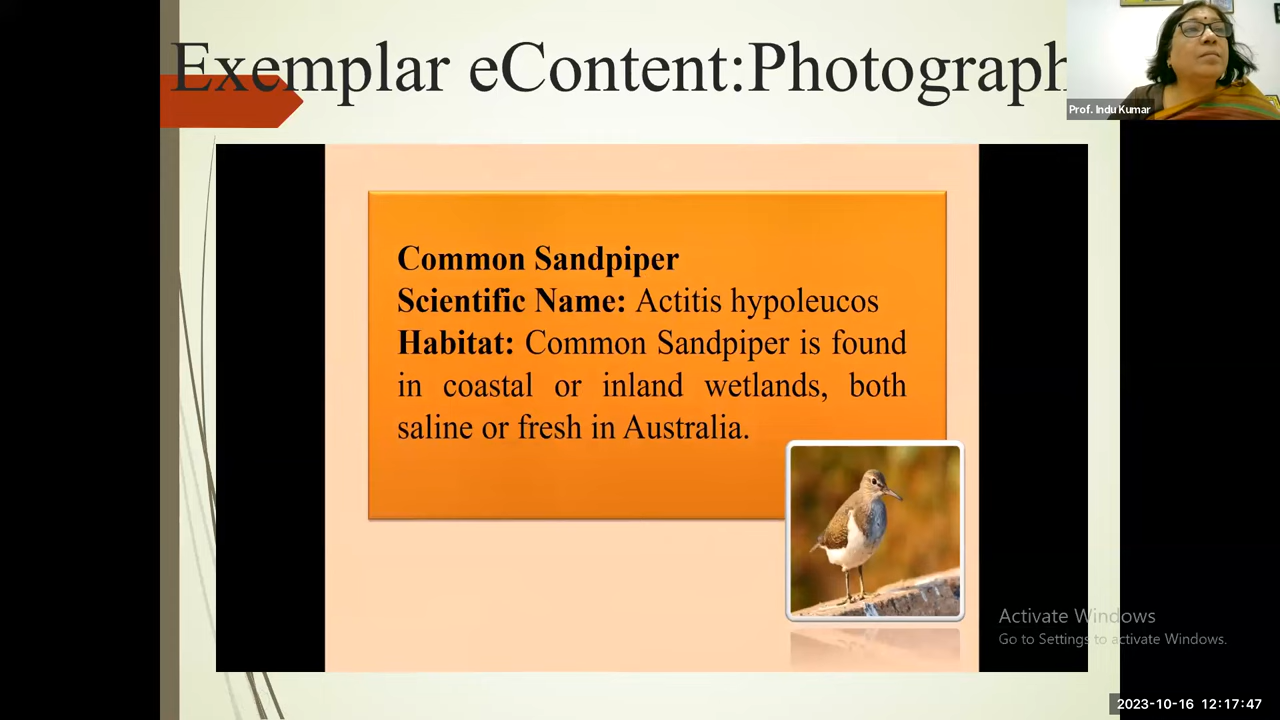 Exemplar eContent:Photograph
Prof. Indu Kumar
Common Sandpiper
Scientific Name: Actitis hypoleucos
Habitat: Common Sandpiper is found
in coastal or inland wetlands, both
saline or fresh in Australia.
Activate Windows
Go to Settings to activate Windows.
2023-10-16 12:17:47